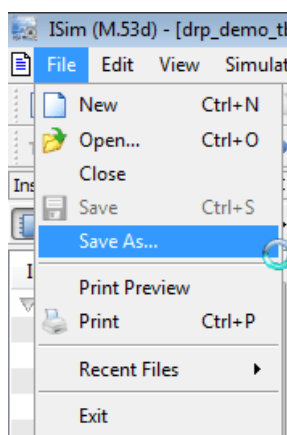 ISim (M.53d) - [drp_demo_tl
File Edit View Simulat
New Ctrl+N
Open... Ctrl+O
Close
Ins
Save Ctrl+S
Save As...
I
Print Preview
Print Ctrl+P
Recent Files
Exit